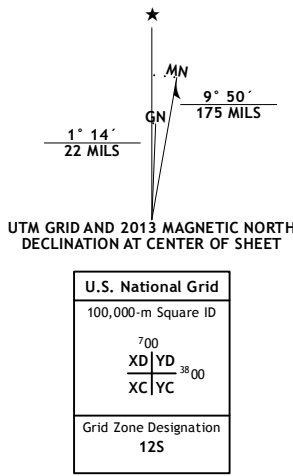 MN
9° 50´
175 MILS
GN
1° 14´
22 MILS
UTM GRID AND 2013 MAGNETIC NORTH
DECLINATION AT CENTER OF SHEET
U.S. National Grid
100,000-m Square ID
⁷00
XD YD
³⁸00
XC YC
Grid Zone Designation
12S